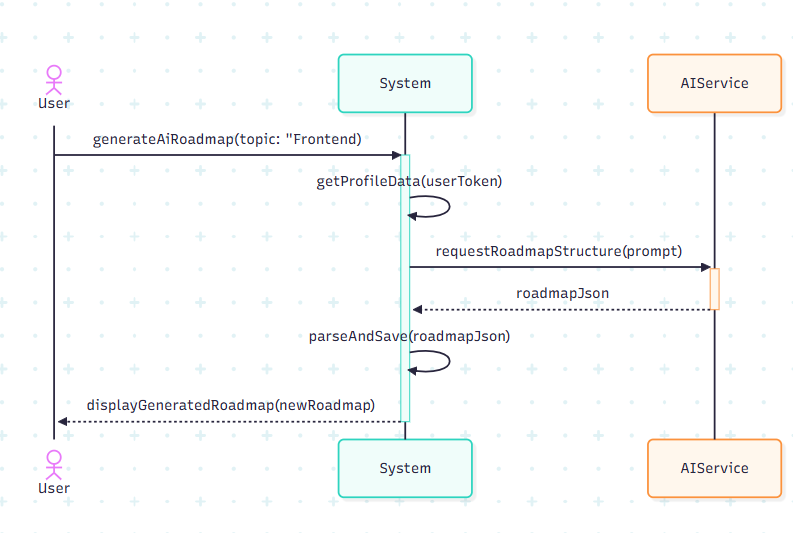 System
AIService
User
generateAiRoadmap(topic: "Frontend)
getProfileData(userToken)
requestRoadmapStructure(prompt)
roadmapJson
parseAndSave(roadmapJson)
displayGeneratedRoadmap(newRoadmap)
System
AIService
User